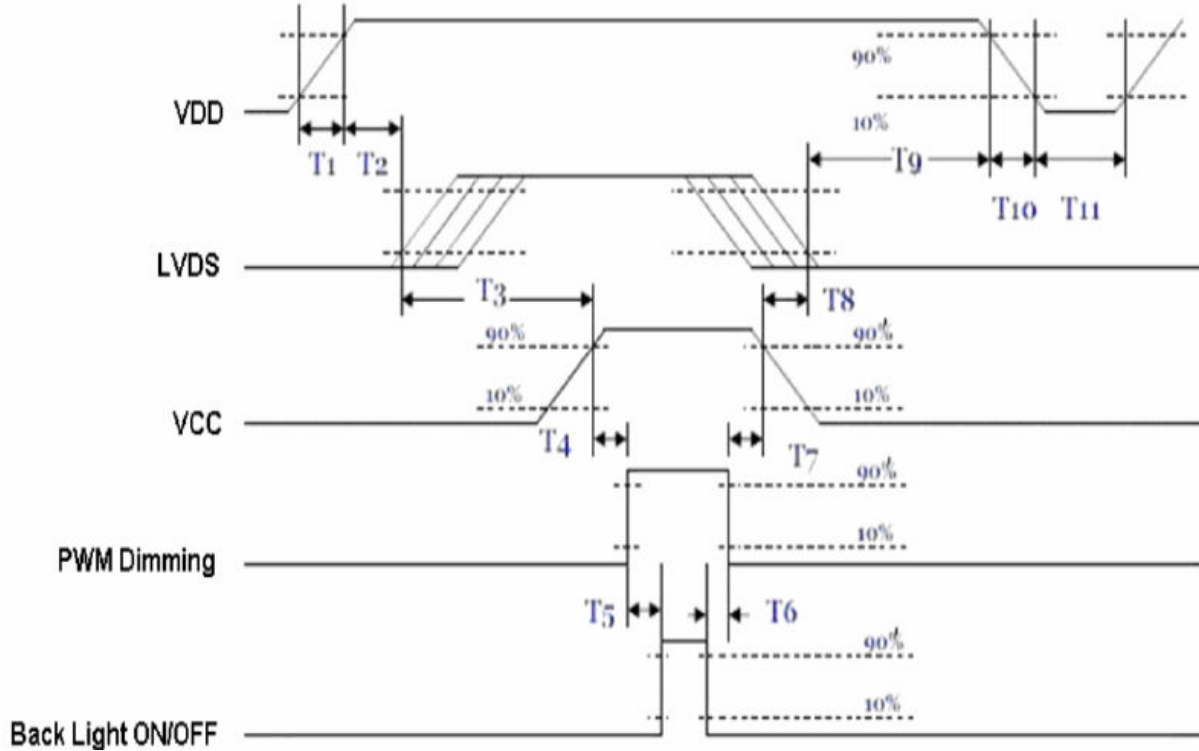 90%
VDD
10%
T1 T2 T9
T10 T11
LVDS
T3 T8
90% 90%
10% 10%
VCC
T4 T7
90%
10%
PWM Dimming
T5 T6
90%
10%
Back Light ON/OFF